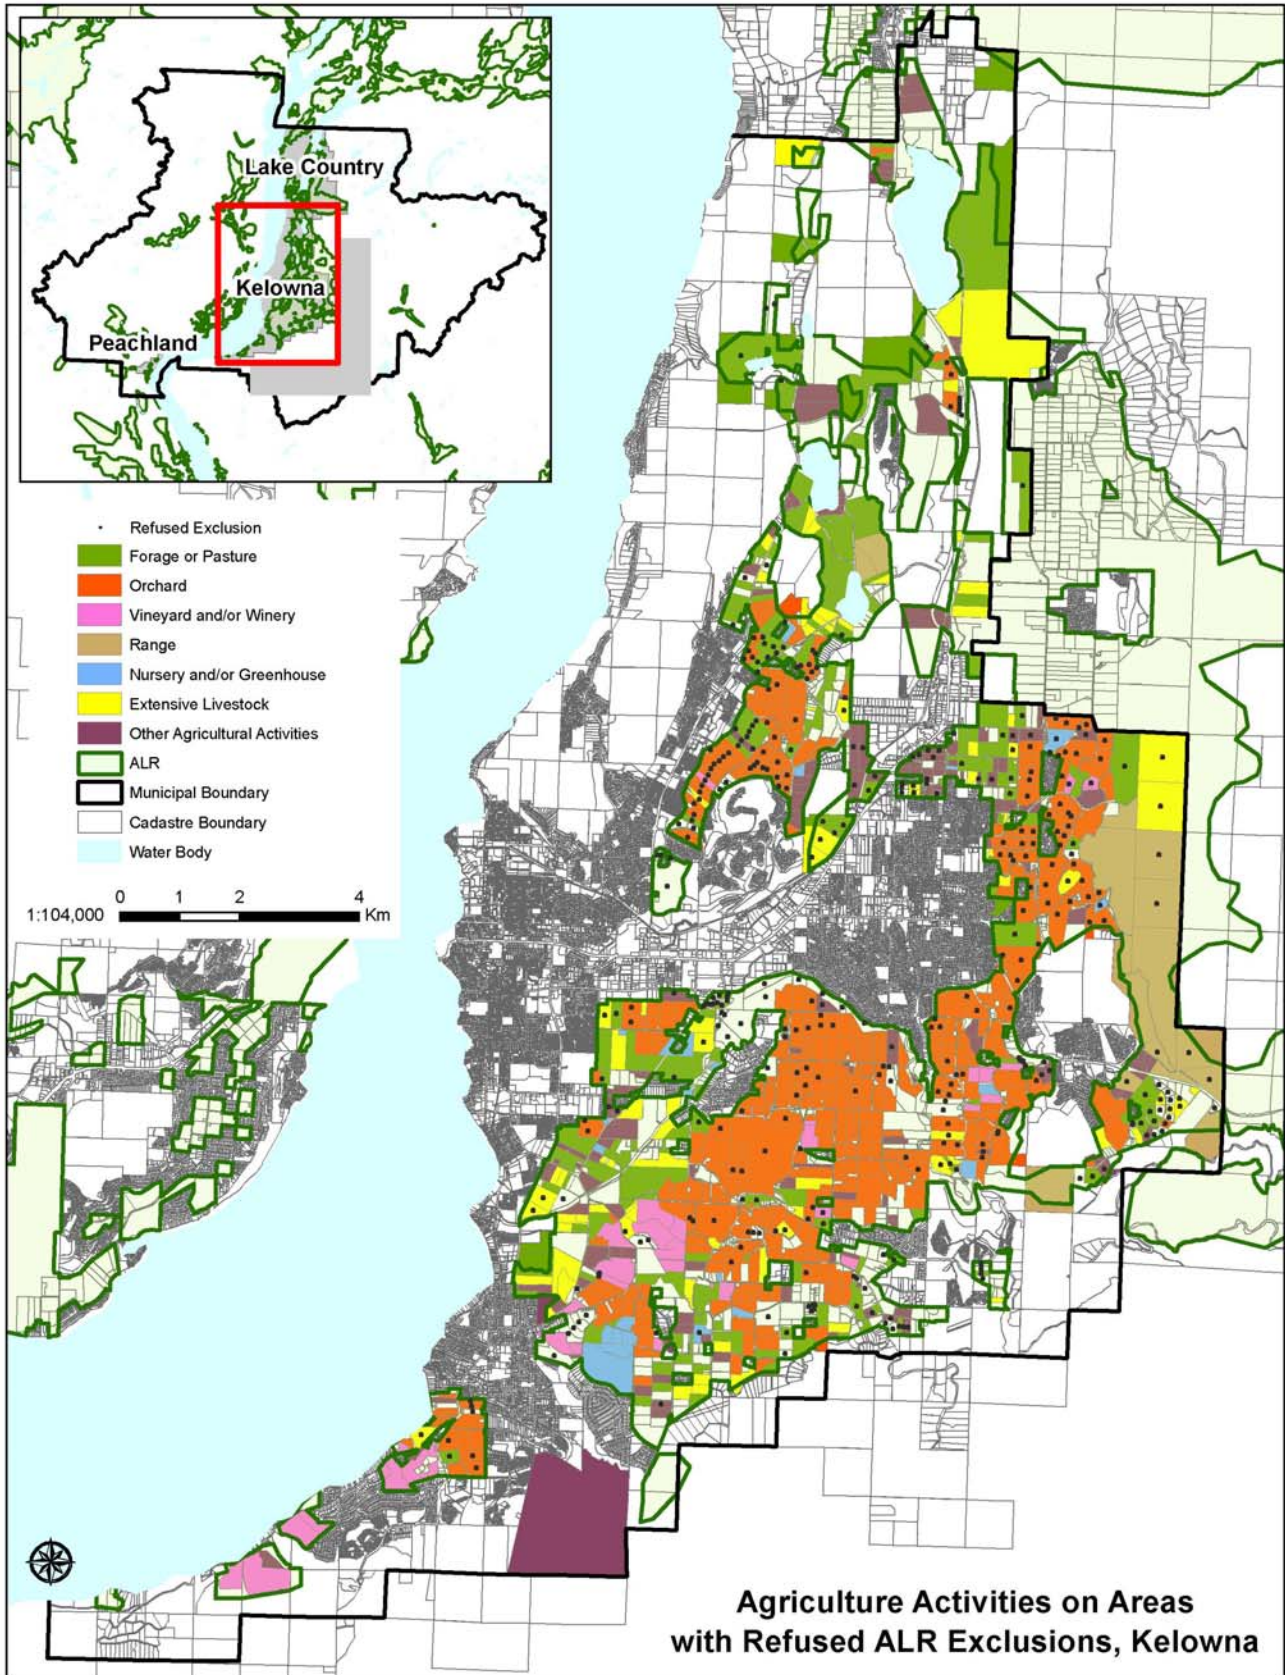 Lake Country
Kelowna
Peachland
Refused Exclusion
Forage or Pasture
Orchard
Vineyard and/or Winery
Range
Nursery and/or Greenhouse
Extensive Livestock
Other Agricultural Activities
ALR
Municipal Boundary
Cadastre Boundary
Water Body
0 1 2 4
1:104,000 Km
Agriculture Activities on Areas
with Refused ALR Exclusions, Kelowna